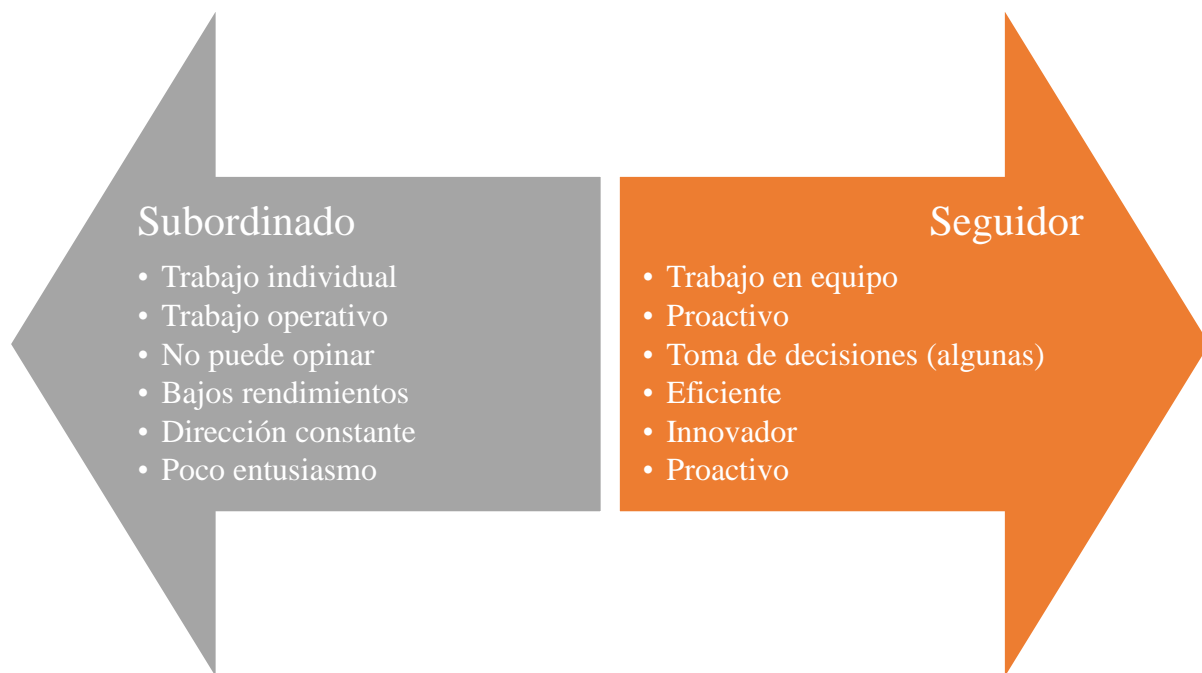 Subordinado
• Trabajo individual
• Trabajo operativo
• No puede opinar
• Bajos rendimientos
• Dirección constante
• Poco entusiasmo
Seguidor
• Trabajo en equipo
• Proactivo
• Toma de decisiones (algunas)
• Eficiente
• Innovador
• Proactivo